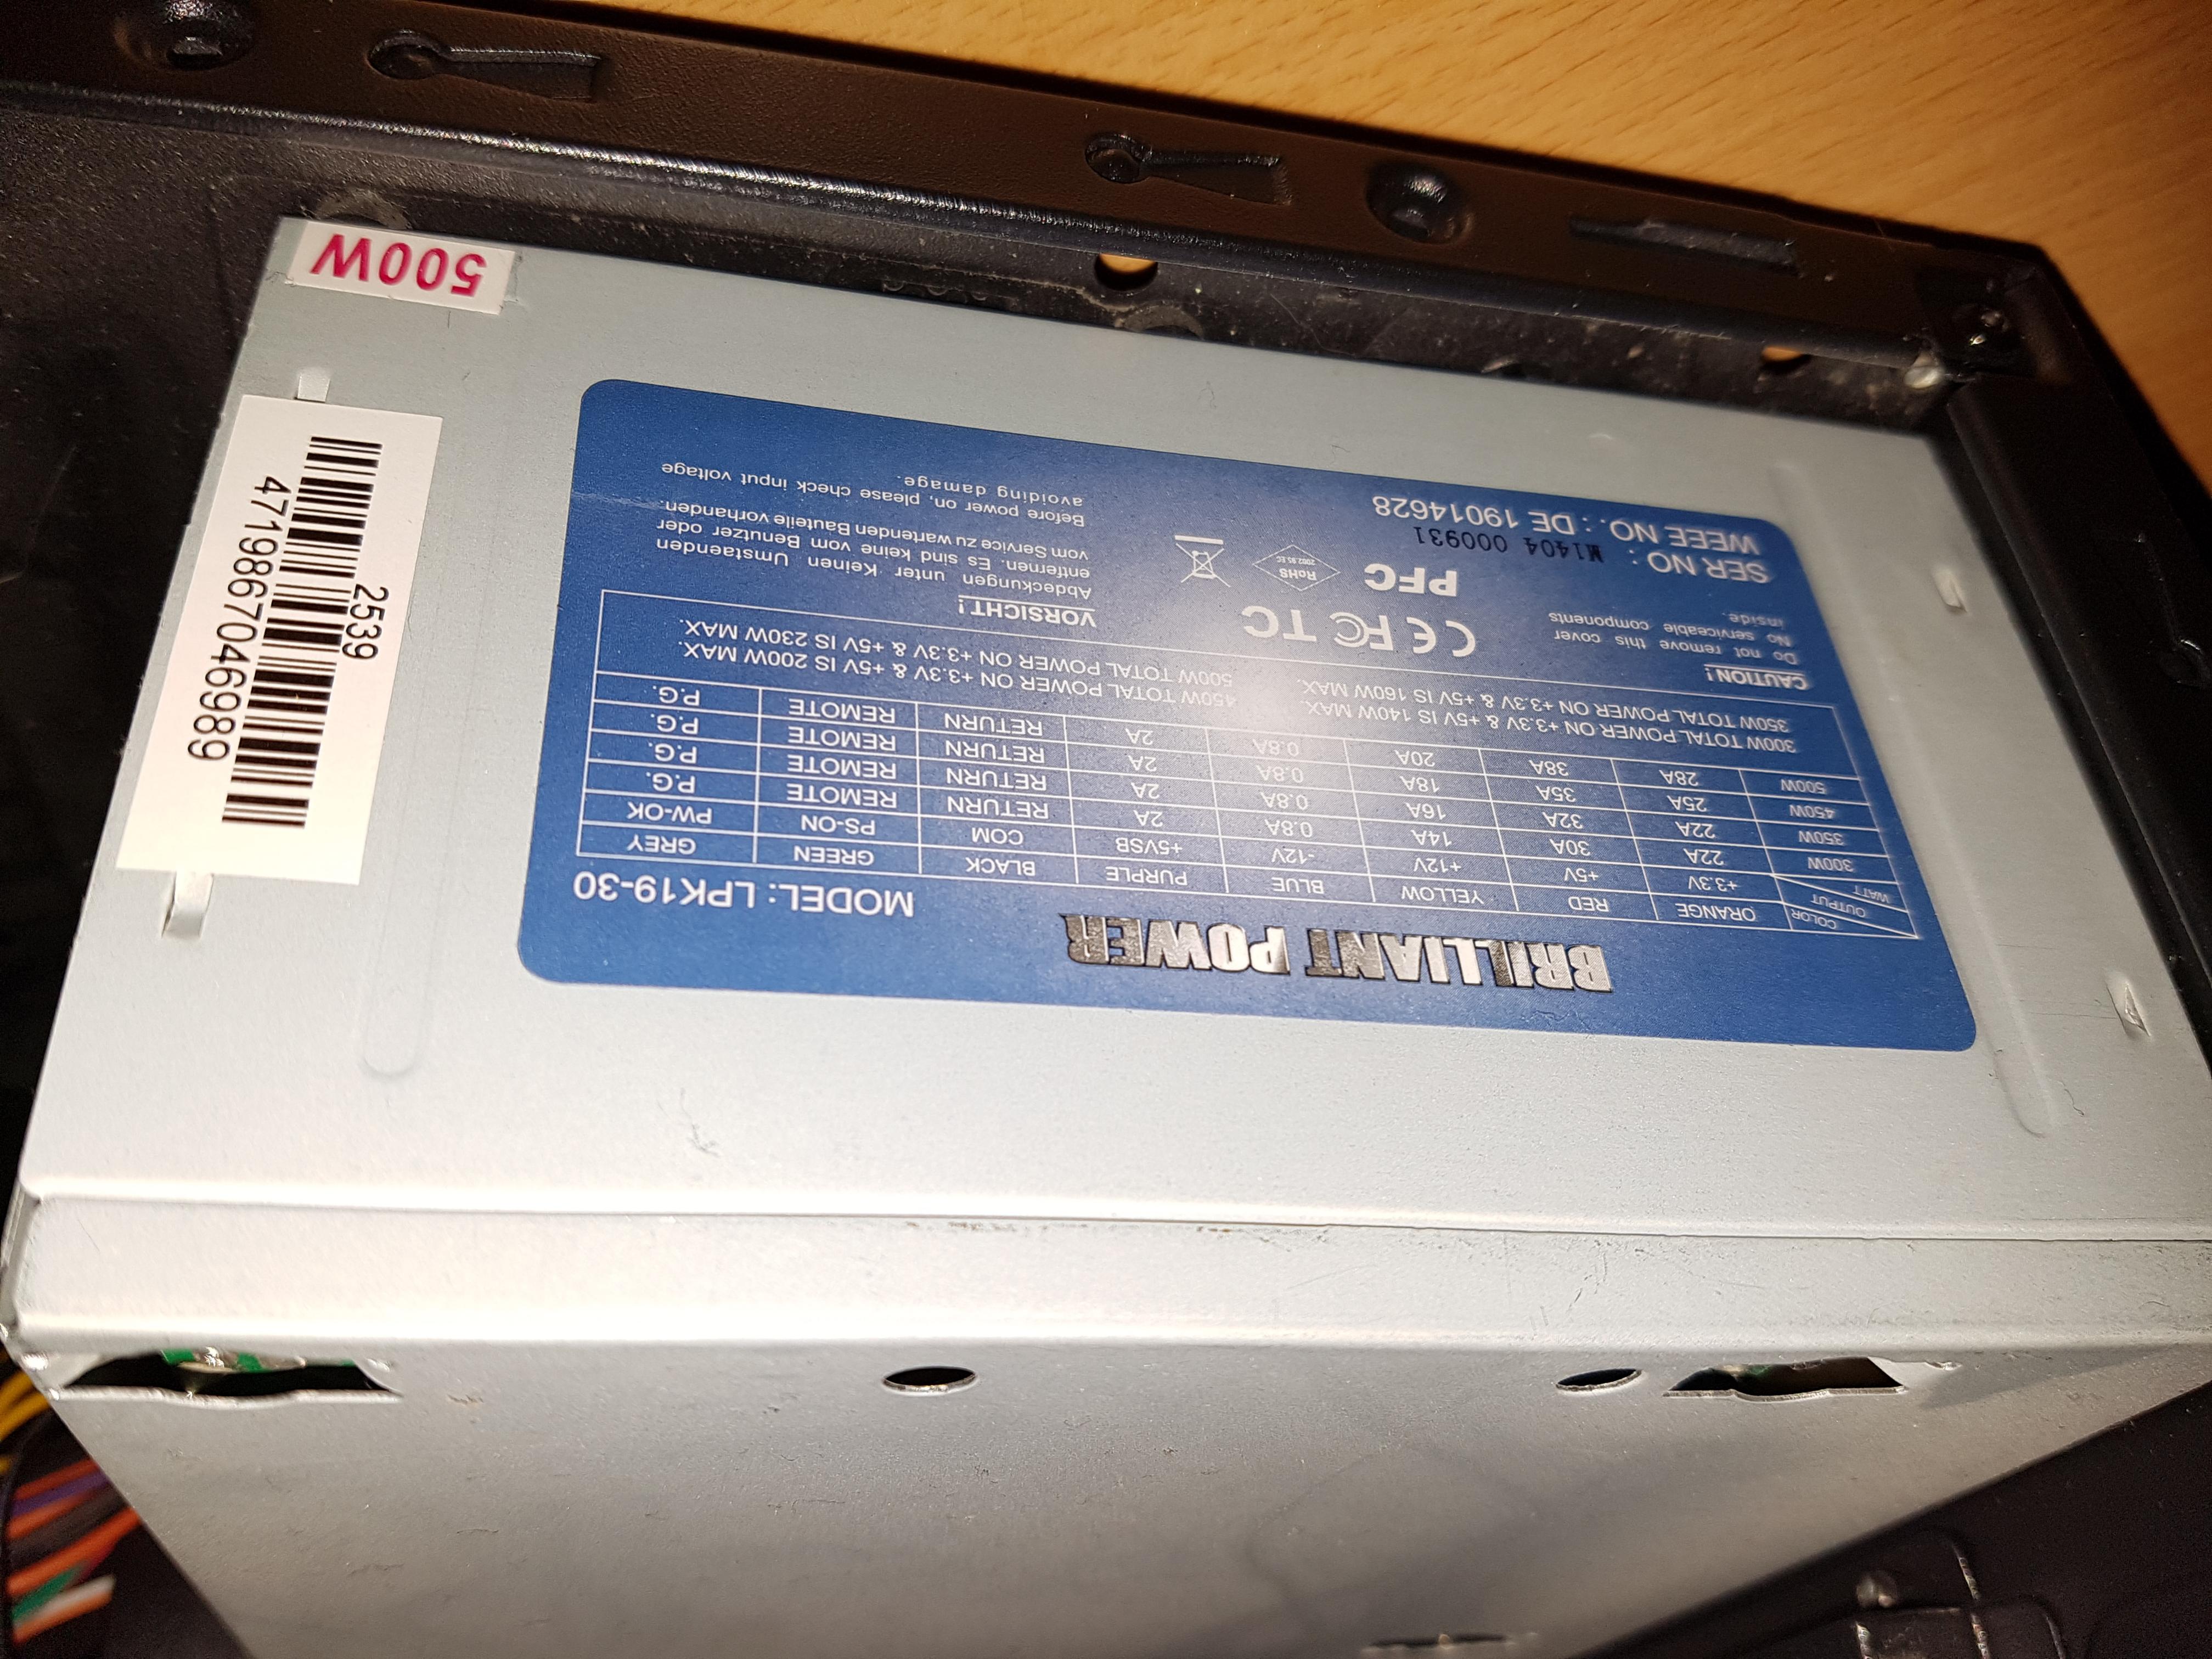 BRILLIANT POWER
MODEL: LPK19-30
COLOR OUTPUT WATT ORANGE RED YELLOW BLUE PURPLE BLACK GREEN GREY
+3.3V +5V +12V -12V +5VSB COM PS-ON PW-OK
300W 22A 30A 14A 0.8A 2A RETURN REMOTE P.G.
350W 22A 32A 16A 0.8A 2A RETURN REMOTE P.G.
450W 25A 35A 18A 0.8A 2A RETURN REMOTE P.G.
500W 28A 38A 20A 0.8A 2A RETURN REMOTE P.G.
300W TOTAL POWER ON +3.3V & +5V IS 140W MAX. 450W TOTAL POWER ON +3.3V & +5V IS 200W MAX.
350W TOTAL POWER ON +3.3V & +5V IS 160W MAX. 500W TOTAL POWER ON +3.3V & +5V IS 230W MAX.
CAUTION!
Do not remove this cover
No serviceable components
inside.
CE FC TC
PFC
RoHS
2002.95.EC
VORSICHT!
Abdeckungen unter Keinen Umstaenden
entfernen. Es sind keine vom Benutzer oder
vom Service zu wartenden Bauteile vorhanden.
Before power on, please check input voltage
avoiding damage.
SER NO : M1404 000931
WEEE NO. : DE 19014628
500W
2539
4719867046989